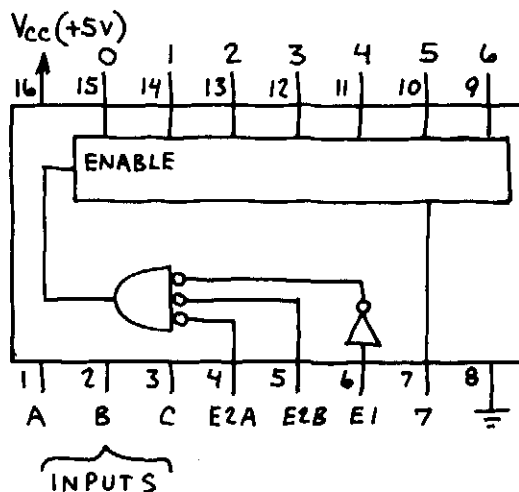 Vcc (+5V)
0 1 2 3 4 5 6
16 15 14 13 12 11 10 9
ENABLE
1 2 3 4 5 6 7 8
A B C E2A E2B E1 7
INPUTS